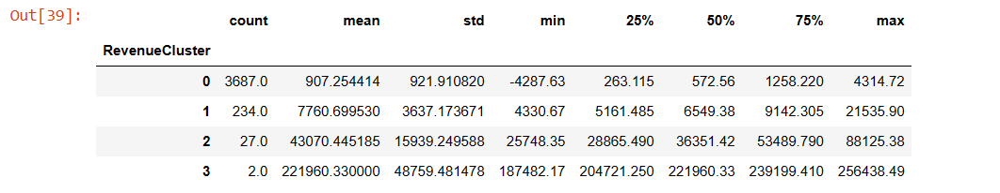 Out[39]: count mean std min 25% 50% 75% max
RevenueCluster
0 3687.0 907.254414 921.910820 -4287.63 263.115 572.56 1258.220 4314.72
1 234.0 7760.699530 3637.173671 4330.67 5161.485 6549.38 9142.305 21535.90
2 27.0 43070.445185 15939.249588 25748.35 28865.490 36351.42 53489.790 88125.38
3 2.0 221960.330000 48759.481478 187482.17 204721.250 221960.33 239199.410 256438.49